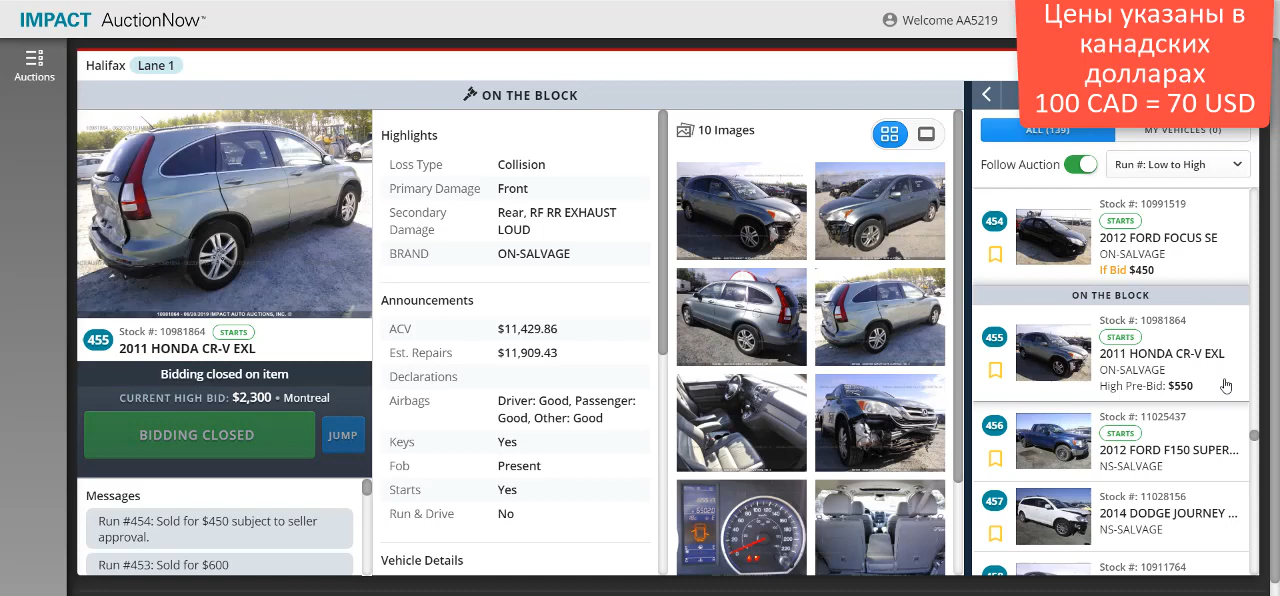 IMPACT AuctionNow™
Welcome AA5219
Цены указаны в
канадских
долларах
100 CAD = 70 USD
Auctions
Halifax Lane 1
ON THE BLOCK
10981864 - 06/20/2019 IMPACT AUTO AUCTIONS, INC. ©
455
Stock #: 10981864 STARTS
2011 HONDA CR-V EXL
Bidding closed on item
CURRENT HIGH BID: $2,300 • Montreal
BIDDING CLOSED
JUMP
Messages
Run #454: Sold for $450 subject to seller
approval.
Run #453: Sold for $600
Highlights
Loss Type Collision
Primary Damage Front
Secondary
Damage
Rear, RF RR EXHAUST
LOUD
BRAND ON-SALVAGE
Announcements
ACV $11,429.86
Est. Repairs $11,909.43
Declarations
Airbags Driver: Good, Passenger:
Good, Other: Good
Keys Yes
Fob Present
Starts Yes
Run & Drive No
Vehicle Details
10 Images
ALL (139)
MY VEHICLES (0)
Follow Auction
Run #: Low to High
454
Stock #: 10991519
STARTS
2012 FORD FOCUS SE
ON-SALVAGE
If Bid $450
ON THE BLOCK
455
Stock #: 10981864
STARTS
2011 HONDA CR-V EXL
ON-SALVAGE
High Pre-Bid: $550
456
Stock #: 11025437
STARTS
2012 FORD F150 SUPER...
NS-SALVAGE
457
Stock #: 11028156
2014 DODGE JOURNEY ...
NS-SALVAGE
Stock #: 10911764